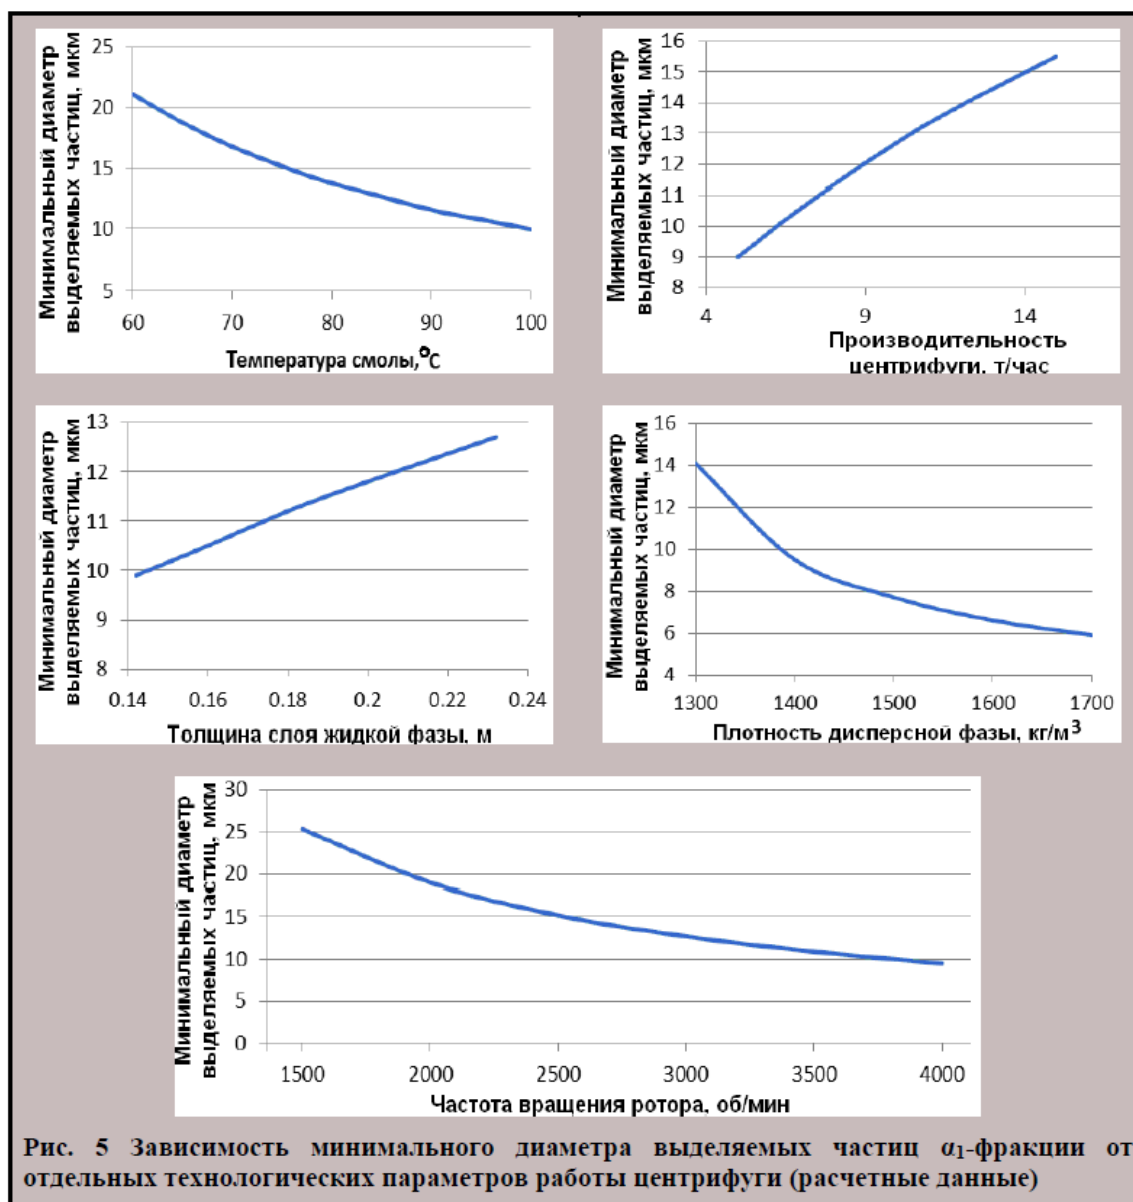 Минимальный диаметр
выделяемых частиц, мкм
25
20
15
10
5
60 70 80 90 100
Температура смолы,°С
Минимальный диаметр
выделяемых частиц, мкм
16
15
14
13
12
11
10
9
8
4 9 14
Производительность
центрифуги, т/час
Минимальный диаметр
выделяемых частиц, мкм
13
12
11
10
9
8
0.14 0.16 0.18 0.2 0.22 0.24
Толщина слоя жидкой фазы, м
Минимальный диаметр
выделяемых частиц, мкм
16
14
12
10
8
6
4
1300 1400 1500 1600 1700
Плотность дисперсной фазы, кг/м³
Минимальный диаметр
выделяемых частиц, мкм
30
25
20
15
10
5
0
1500 2000 2500 3000 3500 4000
Частота вращения ротора, об/мин
Рис. 5 Зависимость минимального диаметра выделяемых частиц α₁-фракции от
отдельных технологических параметров работы центрифуги (расчетные данные)